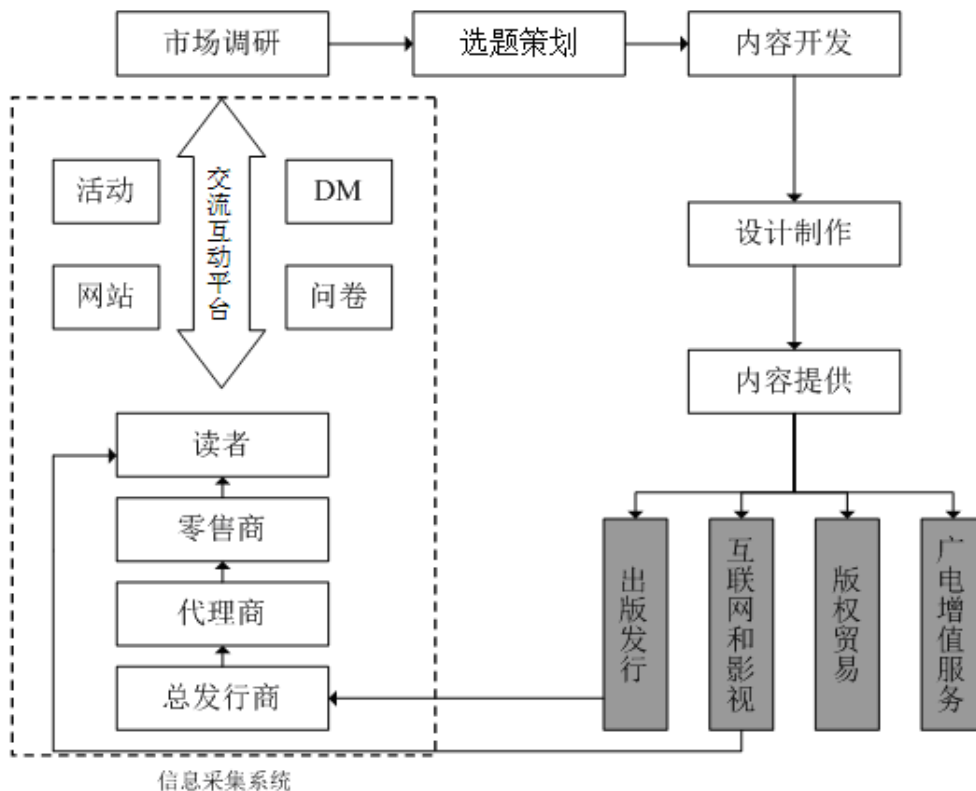 市场调研
选题策划
内容开发
活动
交流互动平台
DM
网站
问卷
设计制作
内容提供
读者
零售商
代理商
总发行商
出版发行
互联网和影视
版权贸易
广电增值服务
信息采集系统